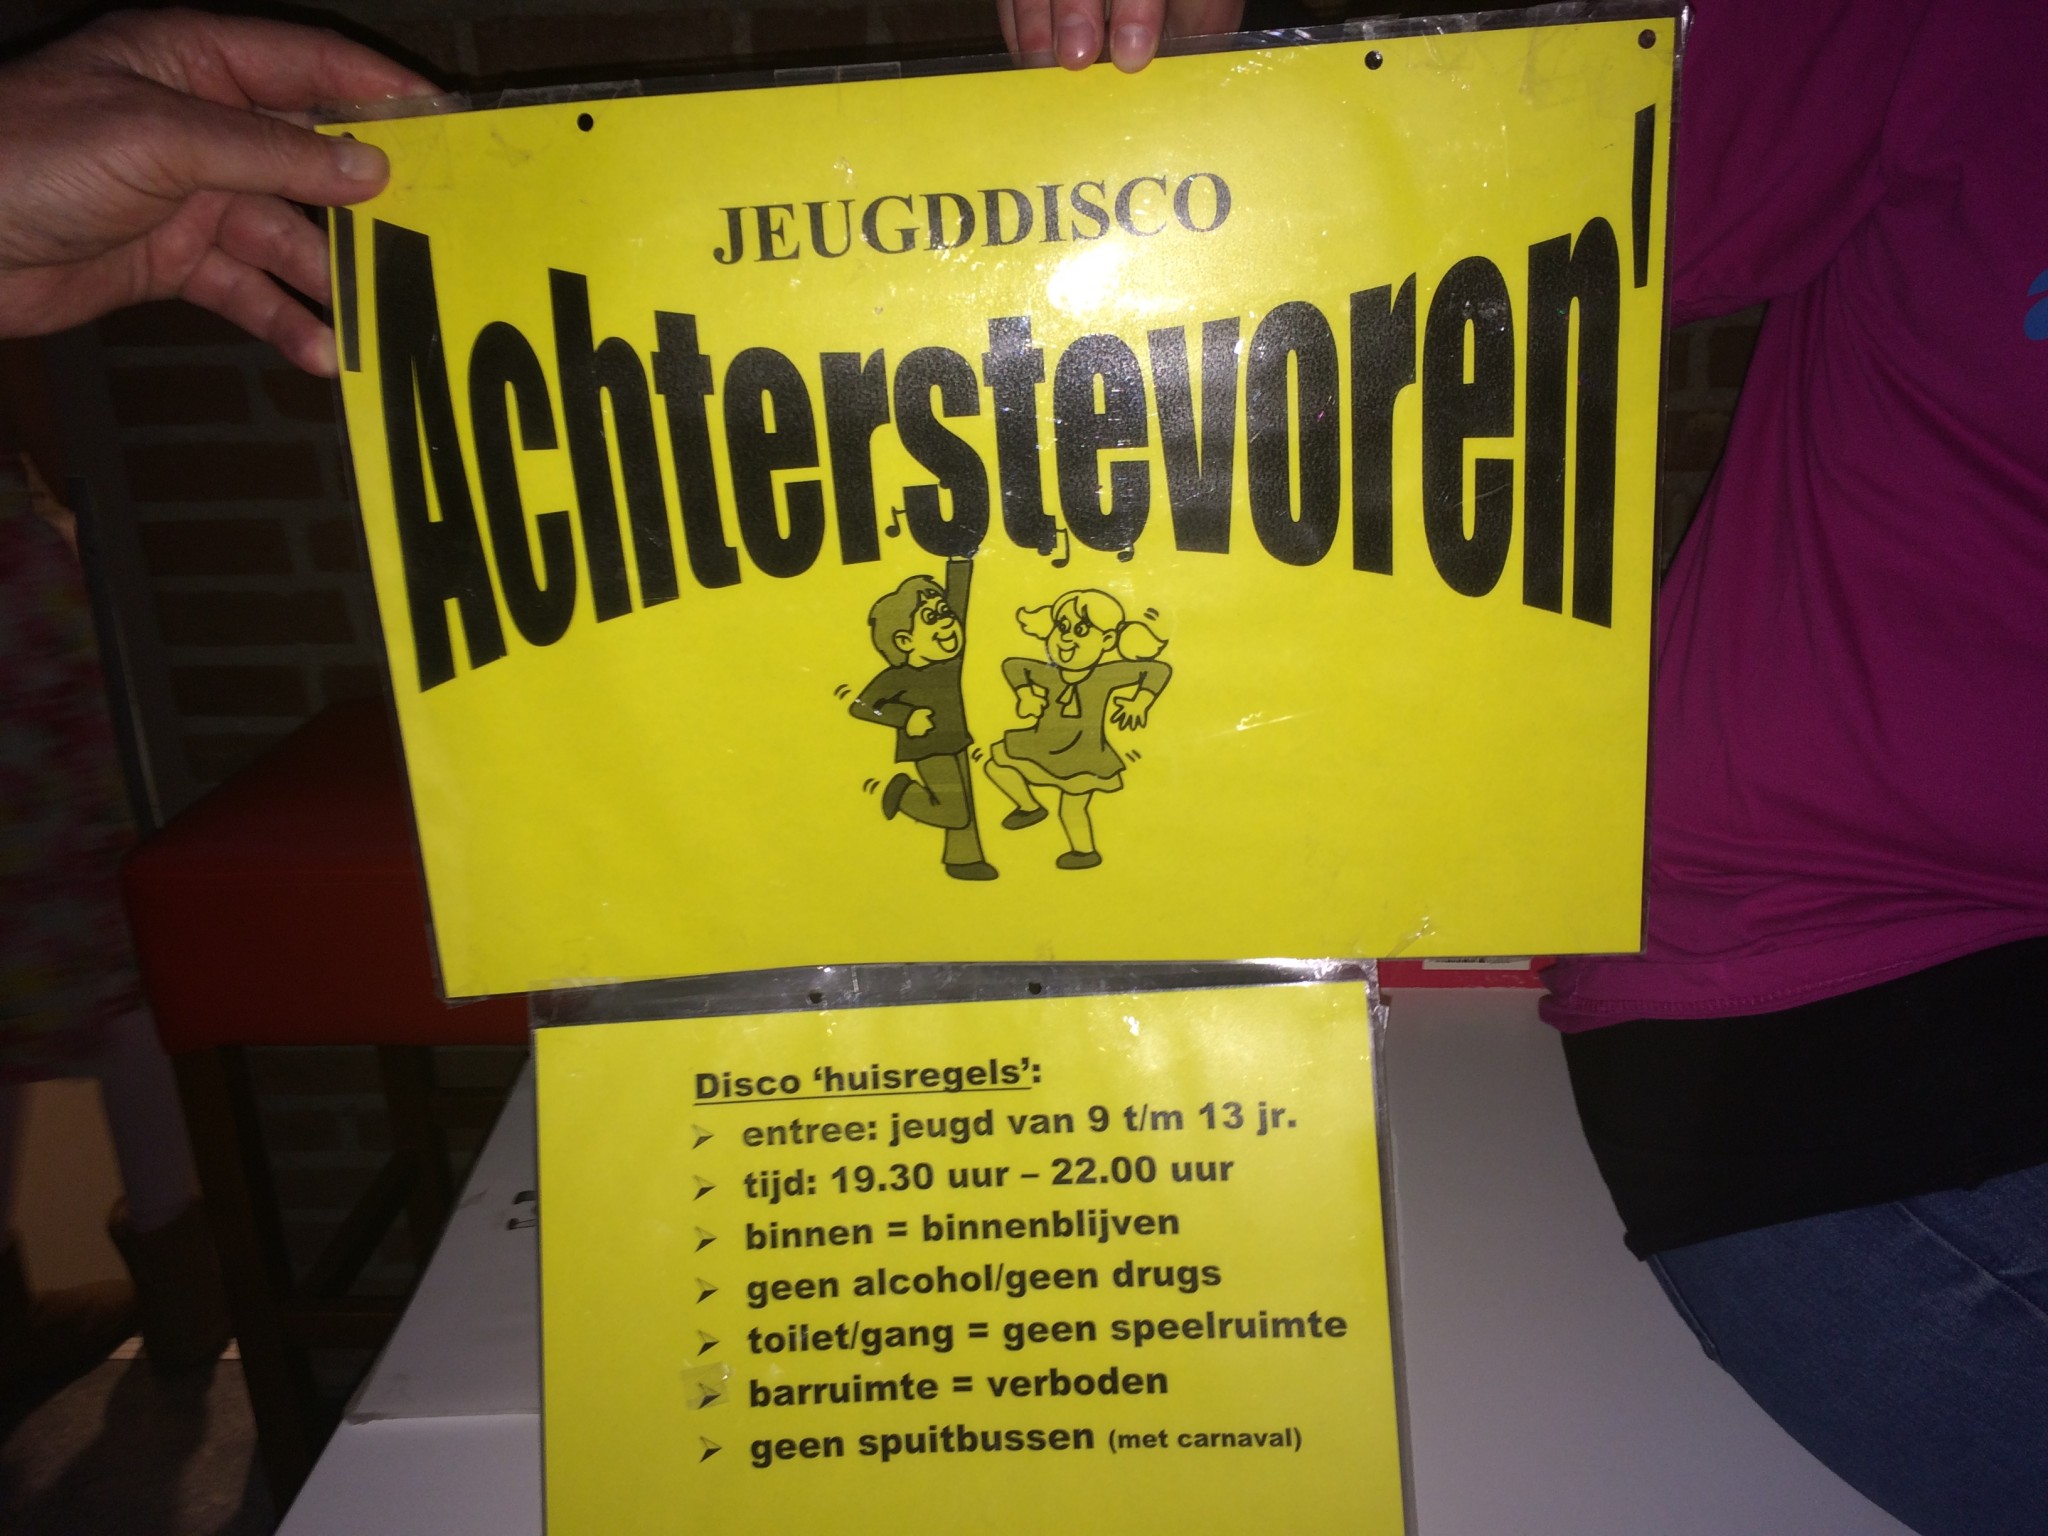 JEUGDDISCO
'Achterstevoren'
Disco ‘huisregels’:
➢ entree: jeugd van 9 t/m 13 jr.
➢ tijd: 19.30 uur – 22.00 uur
➢ binnen = binnenblijven
➢ geen alcohol/geen drugs
➢ toilet/gang = geen speelruimte
➢ barruimte = verboden
➢ geen spuitbussen (met carnaval)